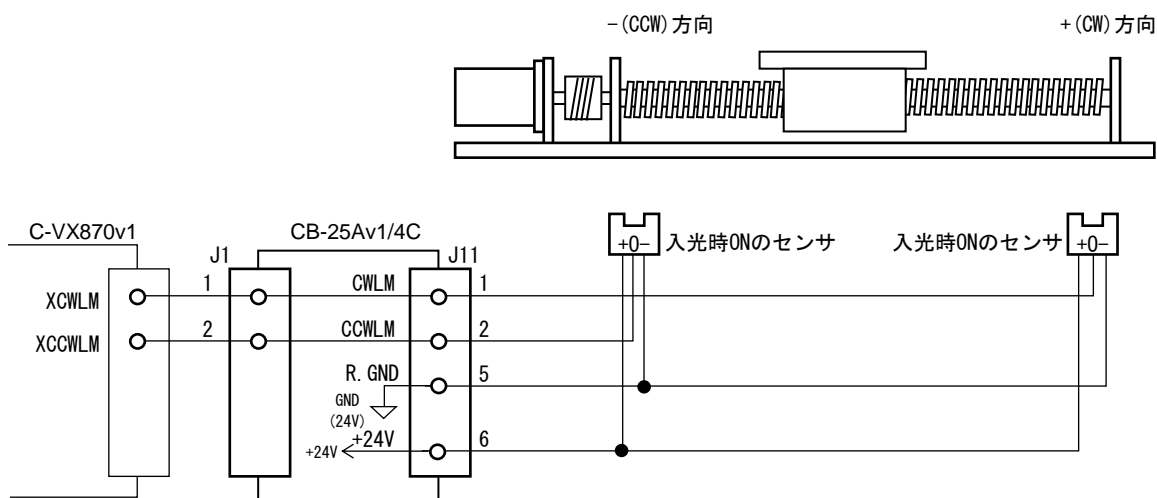 -(CCW)方向
+(CW)方向
C-VX870v1
CB-25Av1/4C
J1
J11
+0-
入光時ONのセンサ
入光時ONのセンサ
+0-
XCWLM
1
CWLM
1
XCCWLM
2
CCWLM
2
R.GND
5
GND
(24V)
+24V
+24V
6